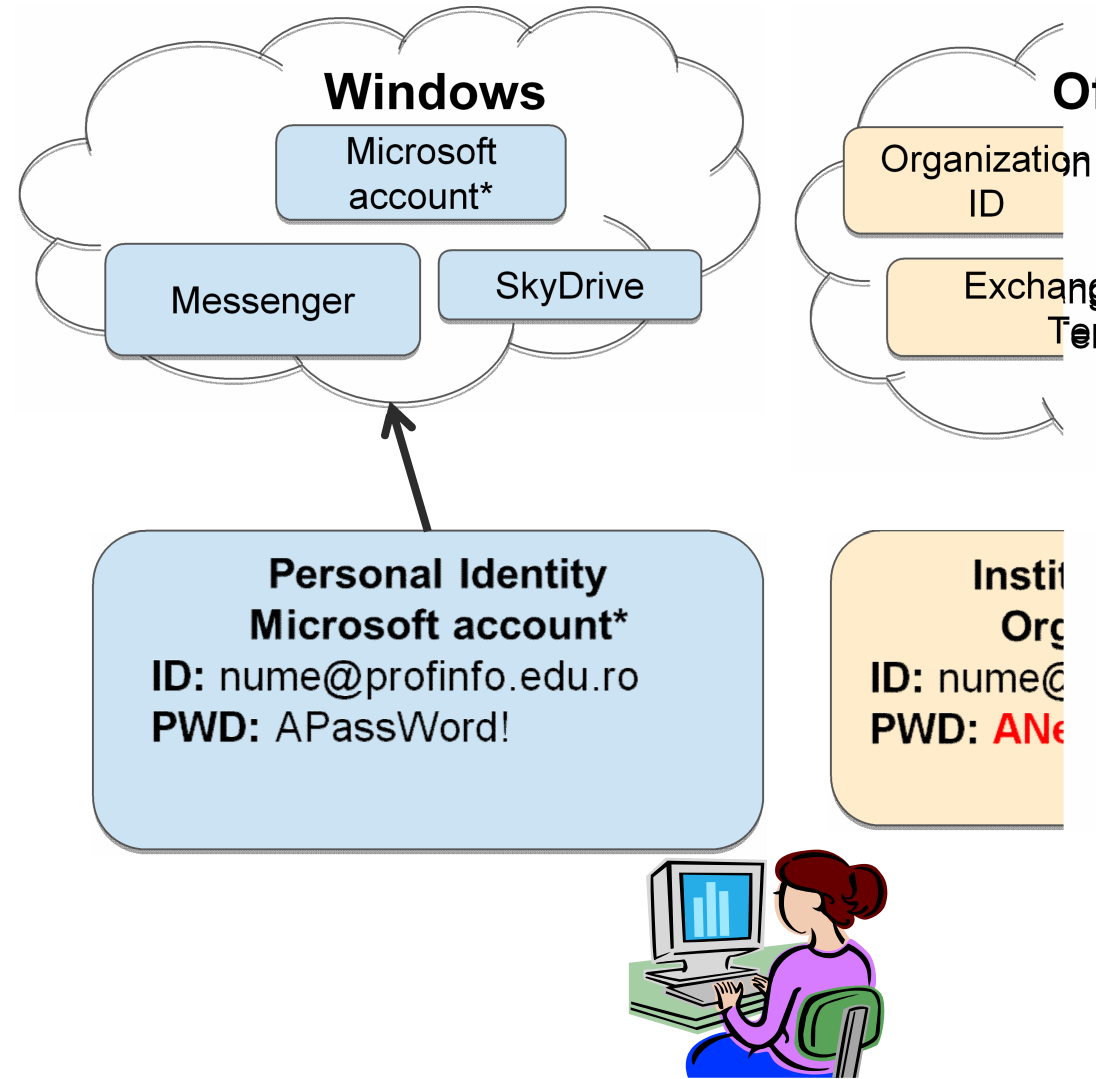 Windows
Microsoft
account*
Messenger
SkyDrive
Organization
ID
Personal Identity
Microsoft account*
ID: nume@profinfo.edu.ro
PWD: APassWord!
ID: nume@
PWD: